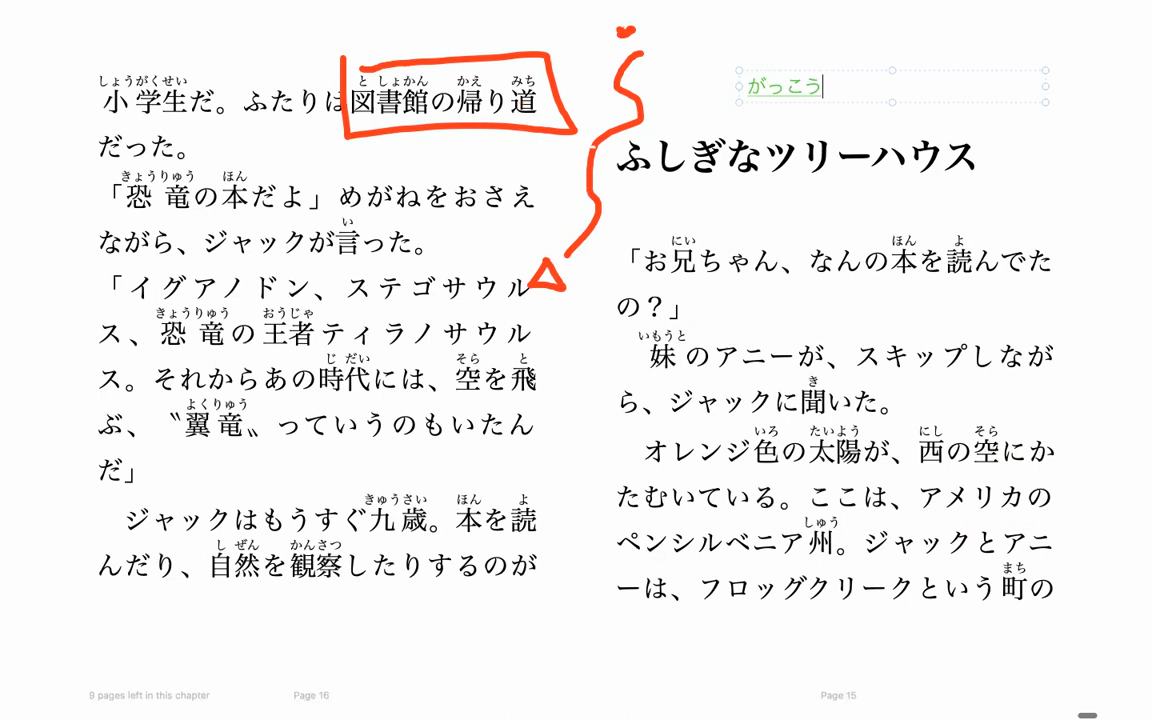 がっこう
ふしぎなツリーハウス
「お兄ちゃん、なんの本を読んでた
の？」
妹のアニーが、スキップしなが
ら、ジャックに聞いた。
オレンジ色の太陽が、西の空にか
たむいている。ここは、アメリカの
ペンシルベニア州。ジャックとアニ
ーは、フロッグクリークという町の
Page 15
小学生だ。ふたりは図書館の帰り道
だった。
「恐竜の本だよ」めがねをおさえ
ながら、ジャックが言った。
「イグアノドン、ステゴサウル
ス、恐竜の王者ティラノサウル
ス。それからあの時代には、空を飛
ぶ、〝翼竜〟っていうのもいたん
だ」
ジャックはもうすぐ九歳。本を読
んだり、自然を観察したりするのが
9 pages left in this chapter
Page 16